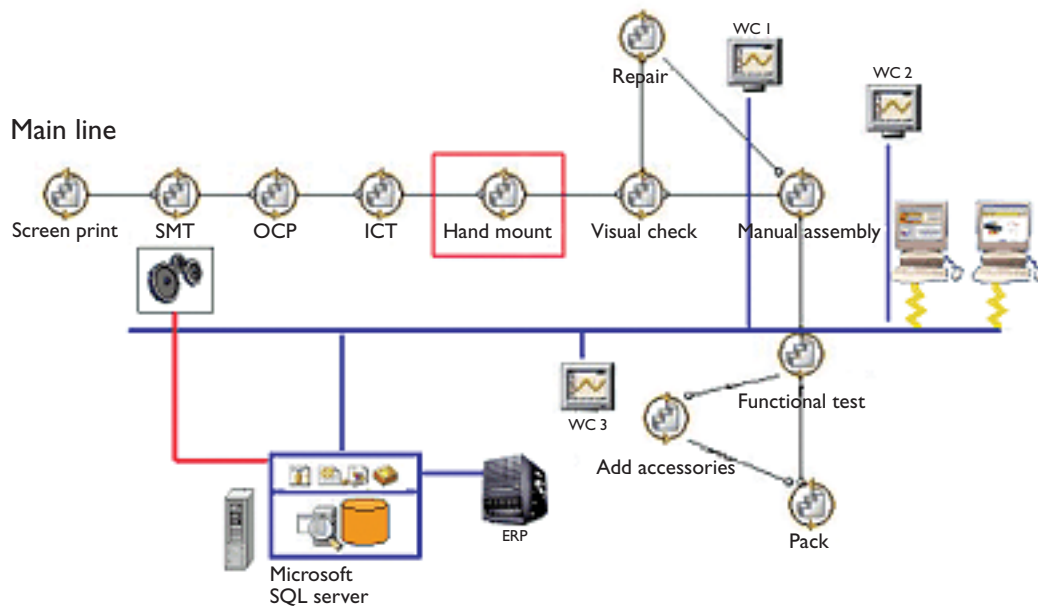 WC 1
WC 2
Repair
Main line
Screen print
SMT
OCP
ICT
Hand mount
Visual check
Manual assembly
WC 3
Functional test
Add accessories
ERP
Pack
Microsoft
SQL server